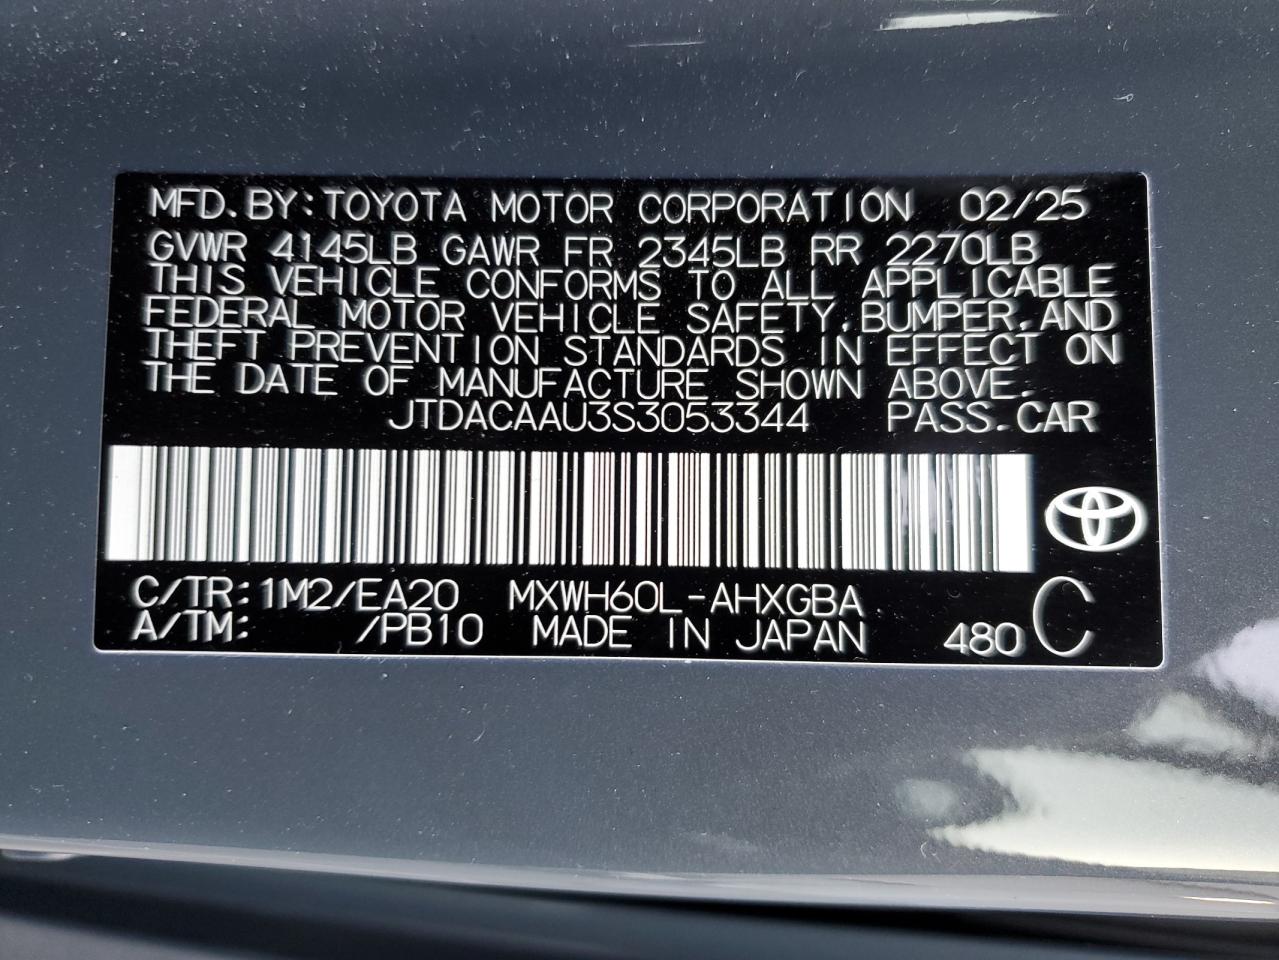 MFD.BY:TOYOTA MOTOR CORPORATION 02/25
GVWR 4145LB GAWR FR 2345LB RR 2270LB
THIS VEHICLE CONFORMS TO ALL APPLICABLE
FEDERAL MOTOR VEHICLE SAFETY,BUMPER,AND
THEFT PREVENTION STANDARDS IN EFFECT ON
THE DATE OF MANUFACTURE SHOWN ABOVE.
JTDACAAU3S3053344 PASS.CAR
C/TR:1M2/EA20 MXWH60L-AHXGBA
A/TM: /PB10 MADE IN JAPAN 480 C